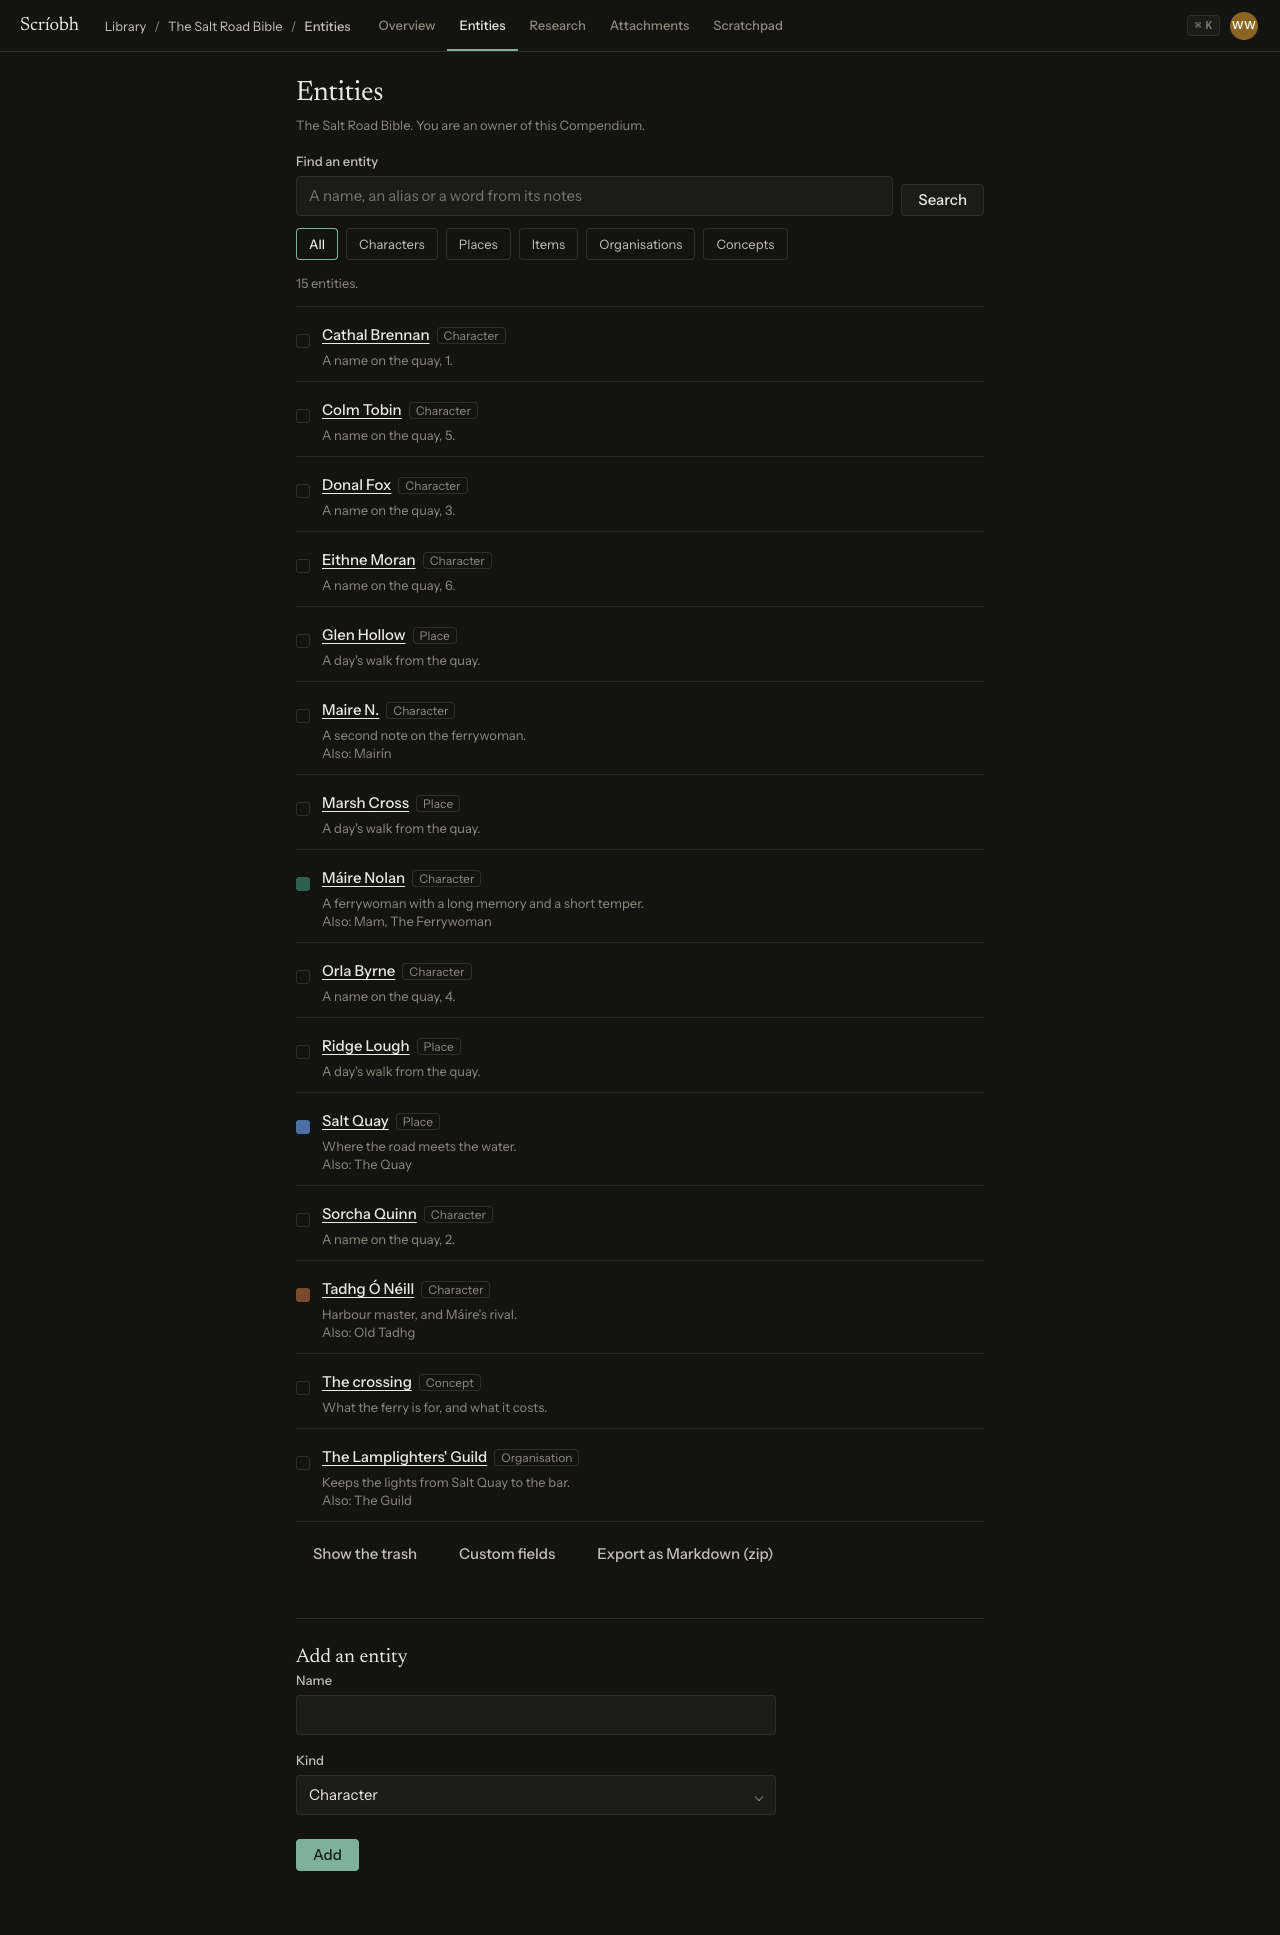 Scríobh Library / The Salt Road Bible / Entities Overview Entities Research Attachments Scratchpad ⌘ K WW
Entities
The Salt Road Bible. You are an owner of this Compendium.
Find an entity
A name, an alias or a word from its notes Search
All Characters Places Items Organisations Concepts
15 entities.
Cathal Brennan Character
A name on the quay, 1.
Colm Tobin Character
A name on the quay, 5.
Donal Fox Character
A name on the quay, 3.
Eithne Moran Character
A name on the quay, 6.
Glen Hollow Place
A day's walk from the quay.
Maire N. Character
A second note on the ferrywoman.
Also: Mairín
Marsh Cross Place
A day's walk from the quay.
Máire Nolan Character
A ferrywoman with a long memory and a short temper.
Also: Mam, The Ferrywoman
Orla Byrne Character
A name on the quay, 4.
Ridge Lough Place
A day's walk from the quay.
Salt Quay Place
Where the road meets the water.
Also: The Quay
Sorcha Quinn Character
A name on the quay, 2.
Tadhg Ó Néill Character
Harbour master, and Máire's rival.
Also: Old Tadhg
The crossing Concept
What the ferry is for, and what it costs.
The Lamplighters' Guild Organisation
Keeps the lights from Salt Quay to the bar.
Also: The Guild
Show the trash Custom fields Export as Markdown (zip)
Add an entity
Name
Kind
Character
Add